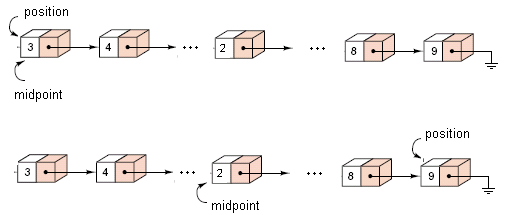 position
3 4 ... 2 ... 8 9
midpoint
position
3 4 ... 2 ... 8 9
midpoint